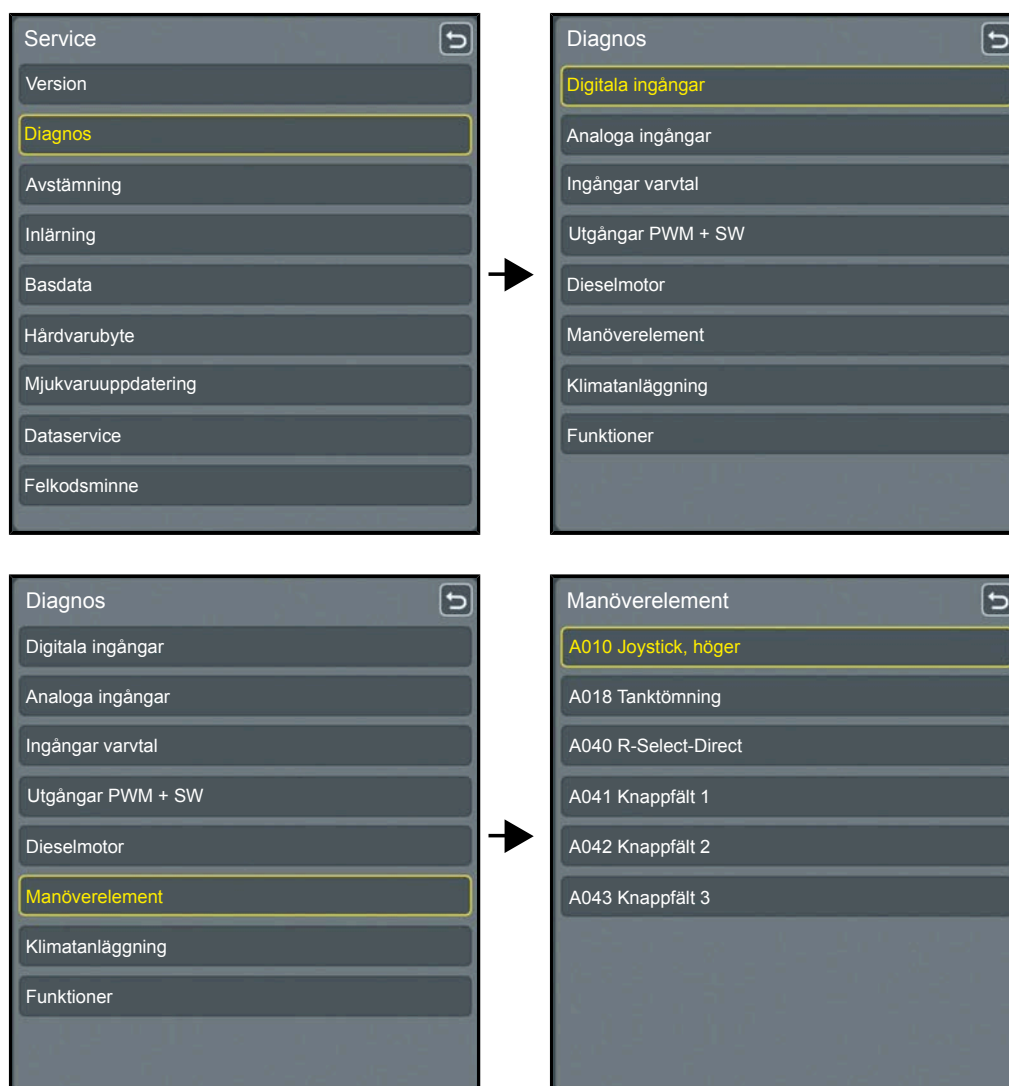 Service
Version
Diagnos
Avstämning
Inlärning
Basdata
Hårdvarubyte
Mjukvaruuppdatering
Dataservice
Felkodsminne
Diagnos
Digitala ingångar
Analoga ingångar
Ingångar varvtal
Utgångar PWM + SW
Dieselmotor
Manöverelement
Klimatanläggning
Funktioner
Diagnos
Digitala ingångar
Analoga ingångar
Ingångar varvtal
Utgångar PWM + SW
Dieselmotor
Manöverelement
Klimatanläggning
Funktioner
Manöverelement
A010 Joystick, höger
A018 Tanktömning
A040 R-Select-Direct
A041 Knappfält 1
A042 Knappfält 2
A043 Knappfält 3